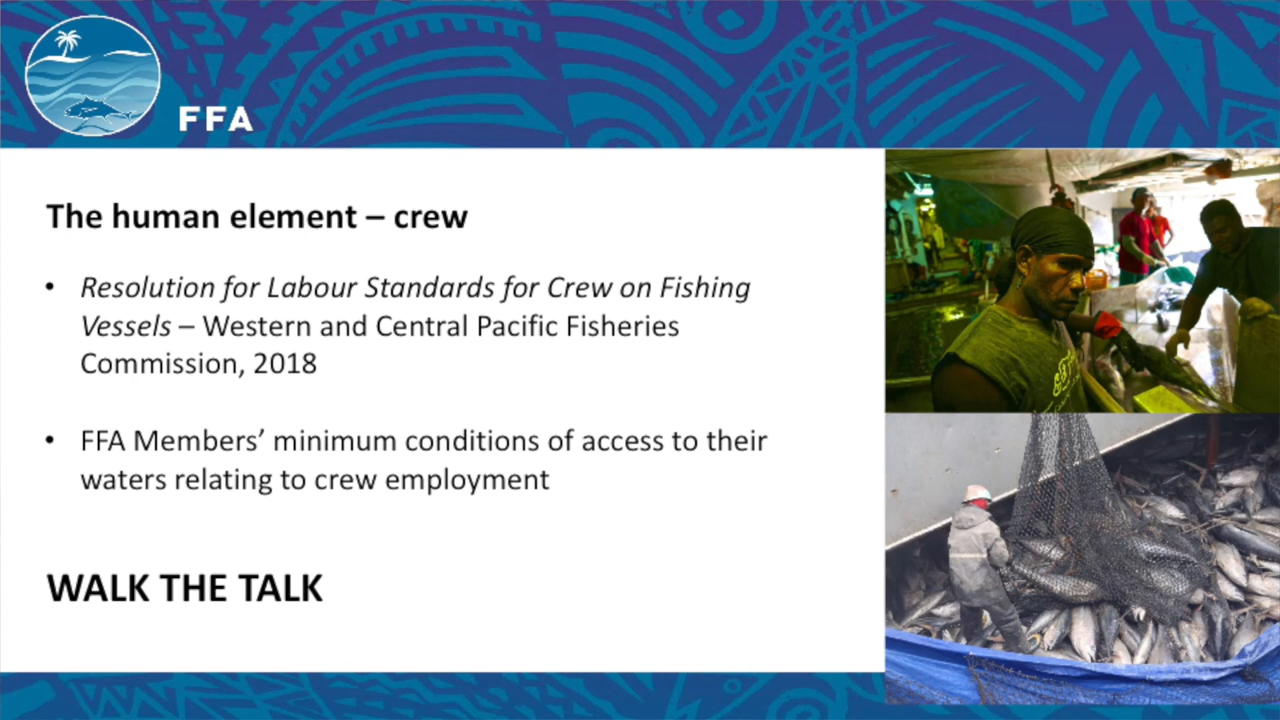 FFA
The human element – crew
• Resolution for Labour Standards for Crew on Fishing
Vessels – Western and Central Pacific Fisheries
Commission, 2018
• FFA Members’ minimum conditions of access to their
waters relating to crew employment
WALK THE TALK